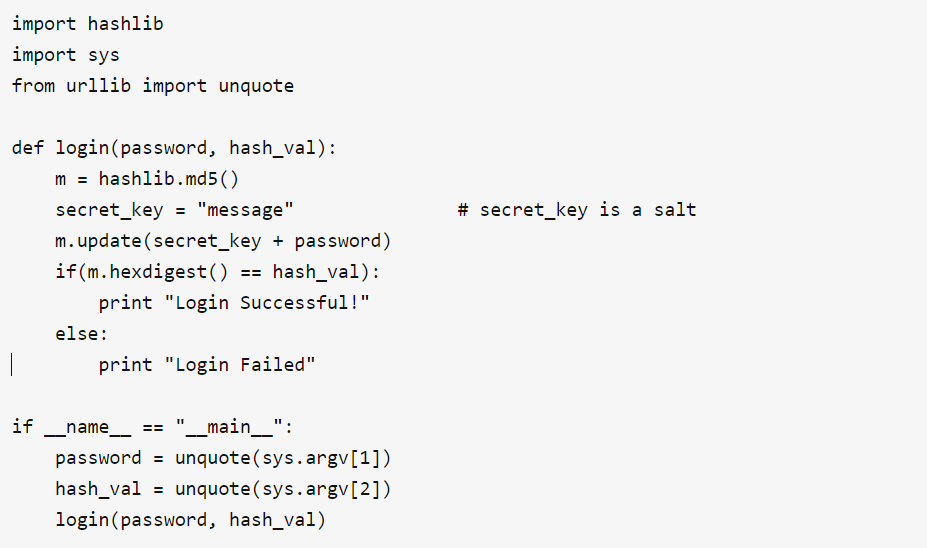 import hashlib
import sys
from urllib import unquote
def login(password, hash_val):
    m = hashlib.md5()
    secret_key = "message"               # secret_key is a salt
    m.update(secret_key + password)
    if(m.hexdigest() == hash_val):
        print "Login Successful!"
    else:
        print "Login Failed"
if __name__ == "__main__":
    password = unquote(sys.argv[1])
    hash_val = unquote(sys.argv[2])
    login(password, hash_val)